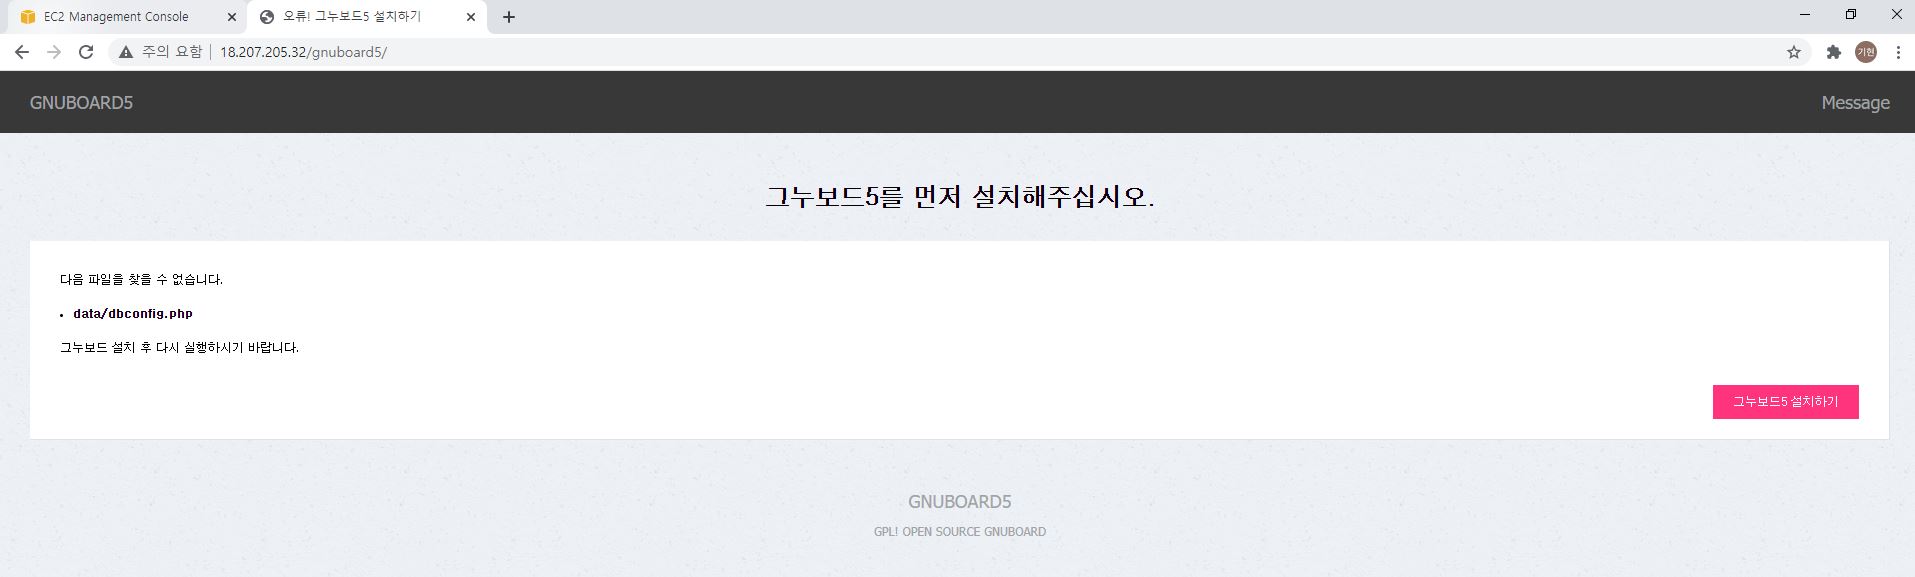 EC2 Management Console
오류! 그누보드5 설치하기
주의 요함 | 18.207.205.32/gnuboard5/
기현
GNUBOARD5
Message
그누보드5를 먼저 설치해주십시오.
다음 파일을 찾을 수 없습니다.
• data/dbconfig.php
그누보드 설치 후 다시 실행하시기 바랍니다.
그누보드5 설치하기
GNUBOARD5
GPL! OPEN SOURCE GNUBOARD